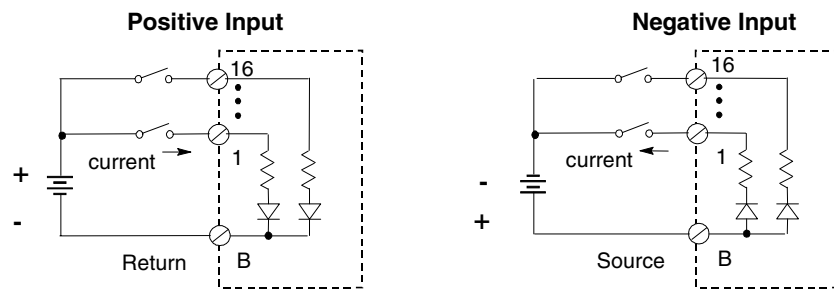 Positive Input
16
1
current
+
-
Return
B
Negative Input
16
1
current
-
+
Source
B